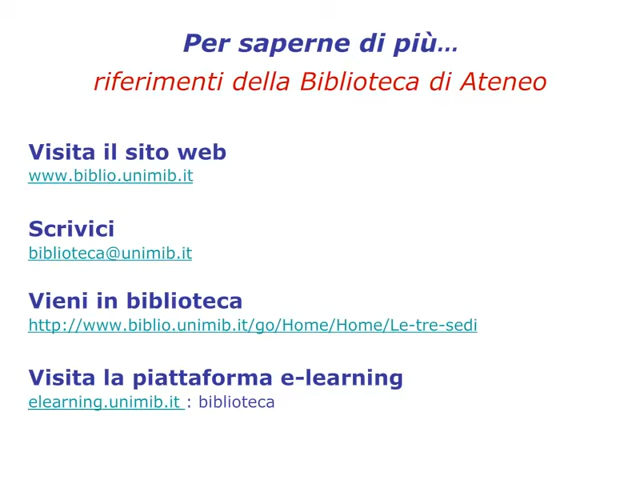 Per saperne di più…
riferimenti della Biblioteca di Ateneo
Visita il sito web
www.biblio.unimib.it
Scrivici
biblioteca@unimib.it
Vieni in biblioteca
http://www.biblio.unimib.it/go/Home/Home/Le-tre-sedi
Visita la piattaforma e-learning
elearning.unimib.it : biblioteca